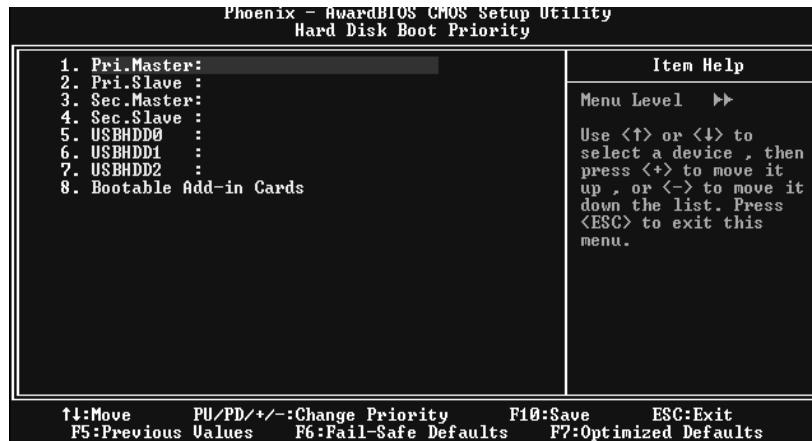 Phoenix - AwardBIOS CMOS Setup Utility
Hard Disk Boot Priority
1. Pri.Master:
2. Pri.Slave :
3. Sec.Master:
4. Sec.Slave :
5. USBHDD0 :
6. USBHDD1 :
7. USBHDD2 :
8. Bootable Add-in Cards
Item Help
Menu Level ▶▶
Use <↑> or <↓> to
select a device , then
press <+> to move it
up , or <-> to move it
down the list. Press
<ESC> to exit this
menu.
↑↓:Move PU/PD/+/-:Change Priority F10:Save ESC:Exit
F5:Previous Values F6:Fail-Safe Defaults F7:Optimized Defaults